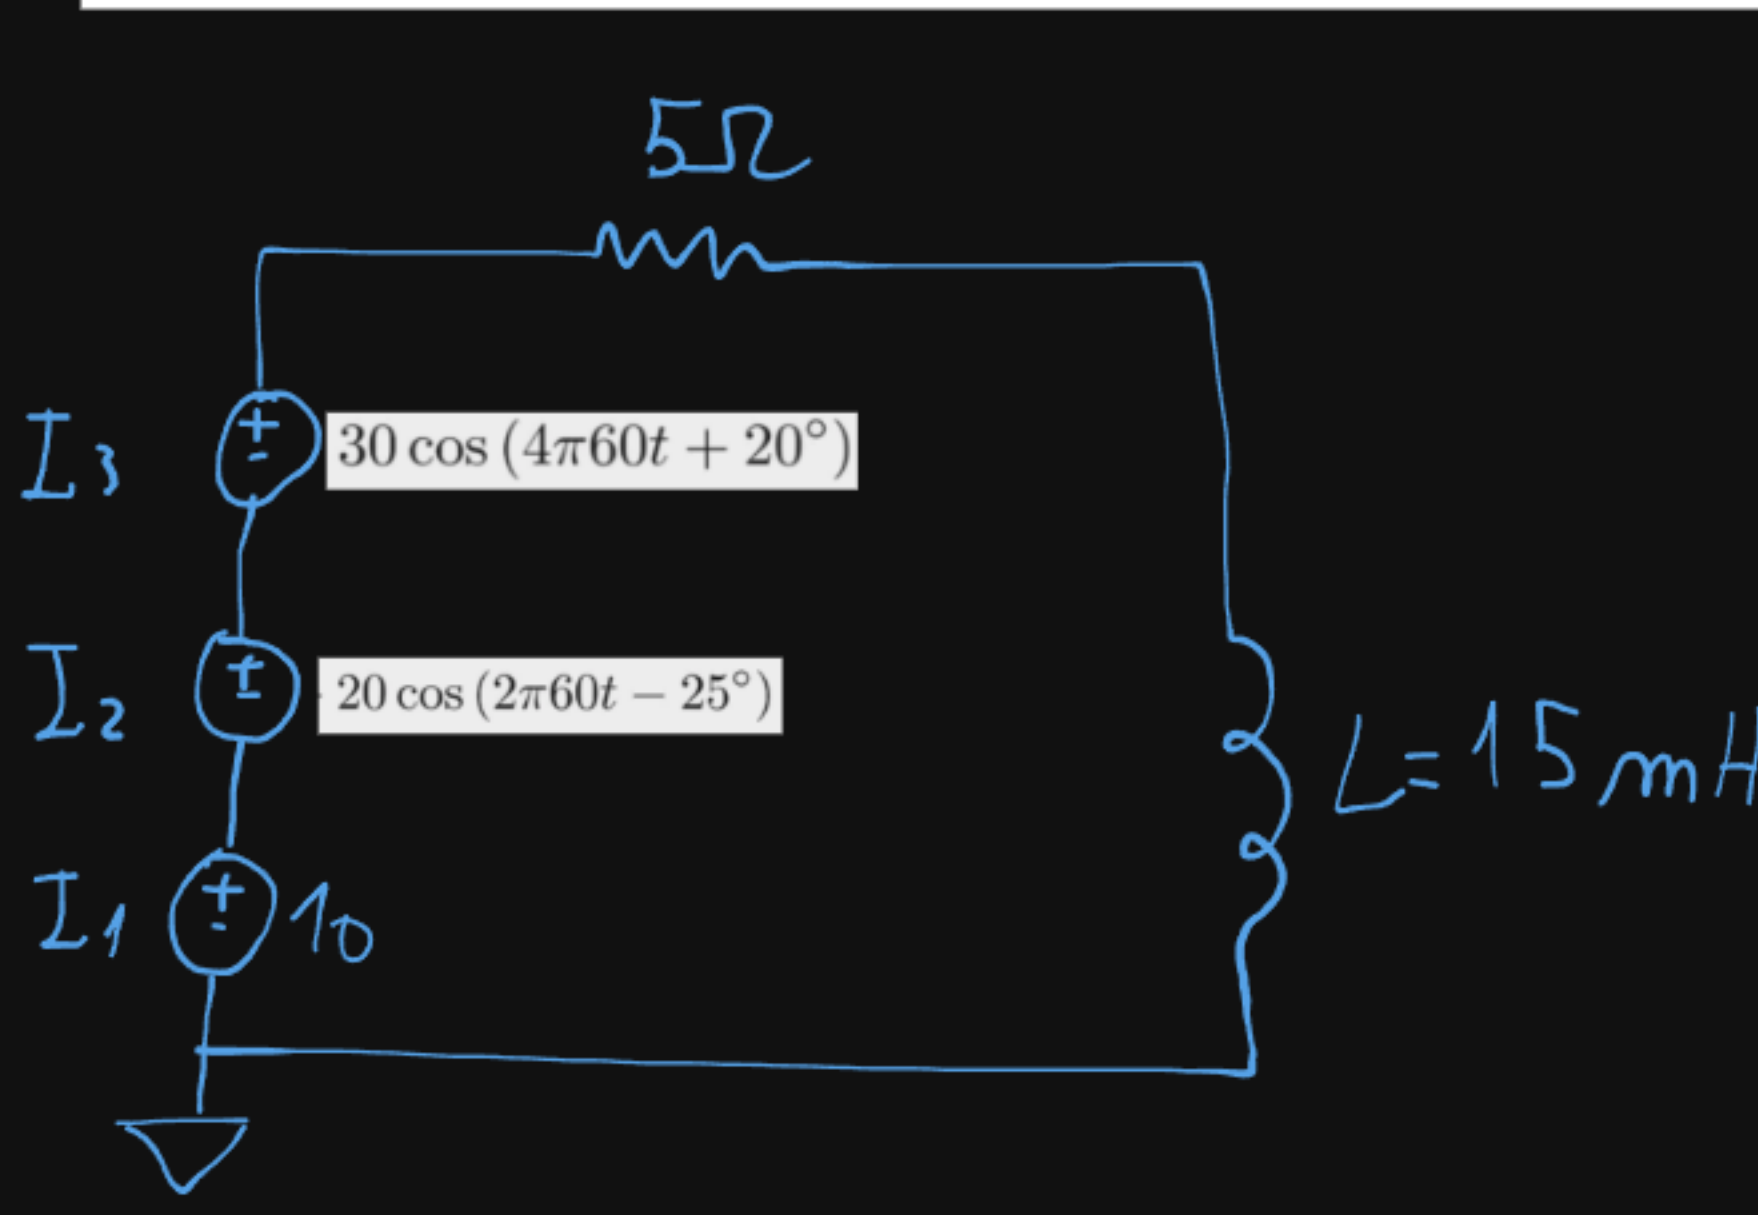 5Ω
+
-
I3
30 cos (4π60t + 20°)
+
-
I2
20 cos (2π60t − 25°)
L=15mH
+
-
I1
10